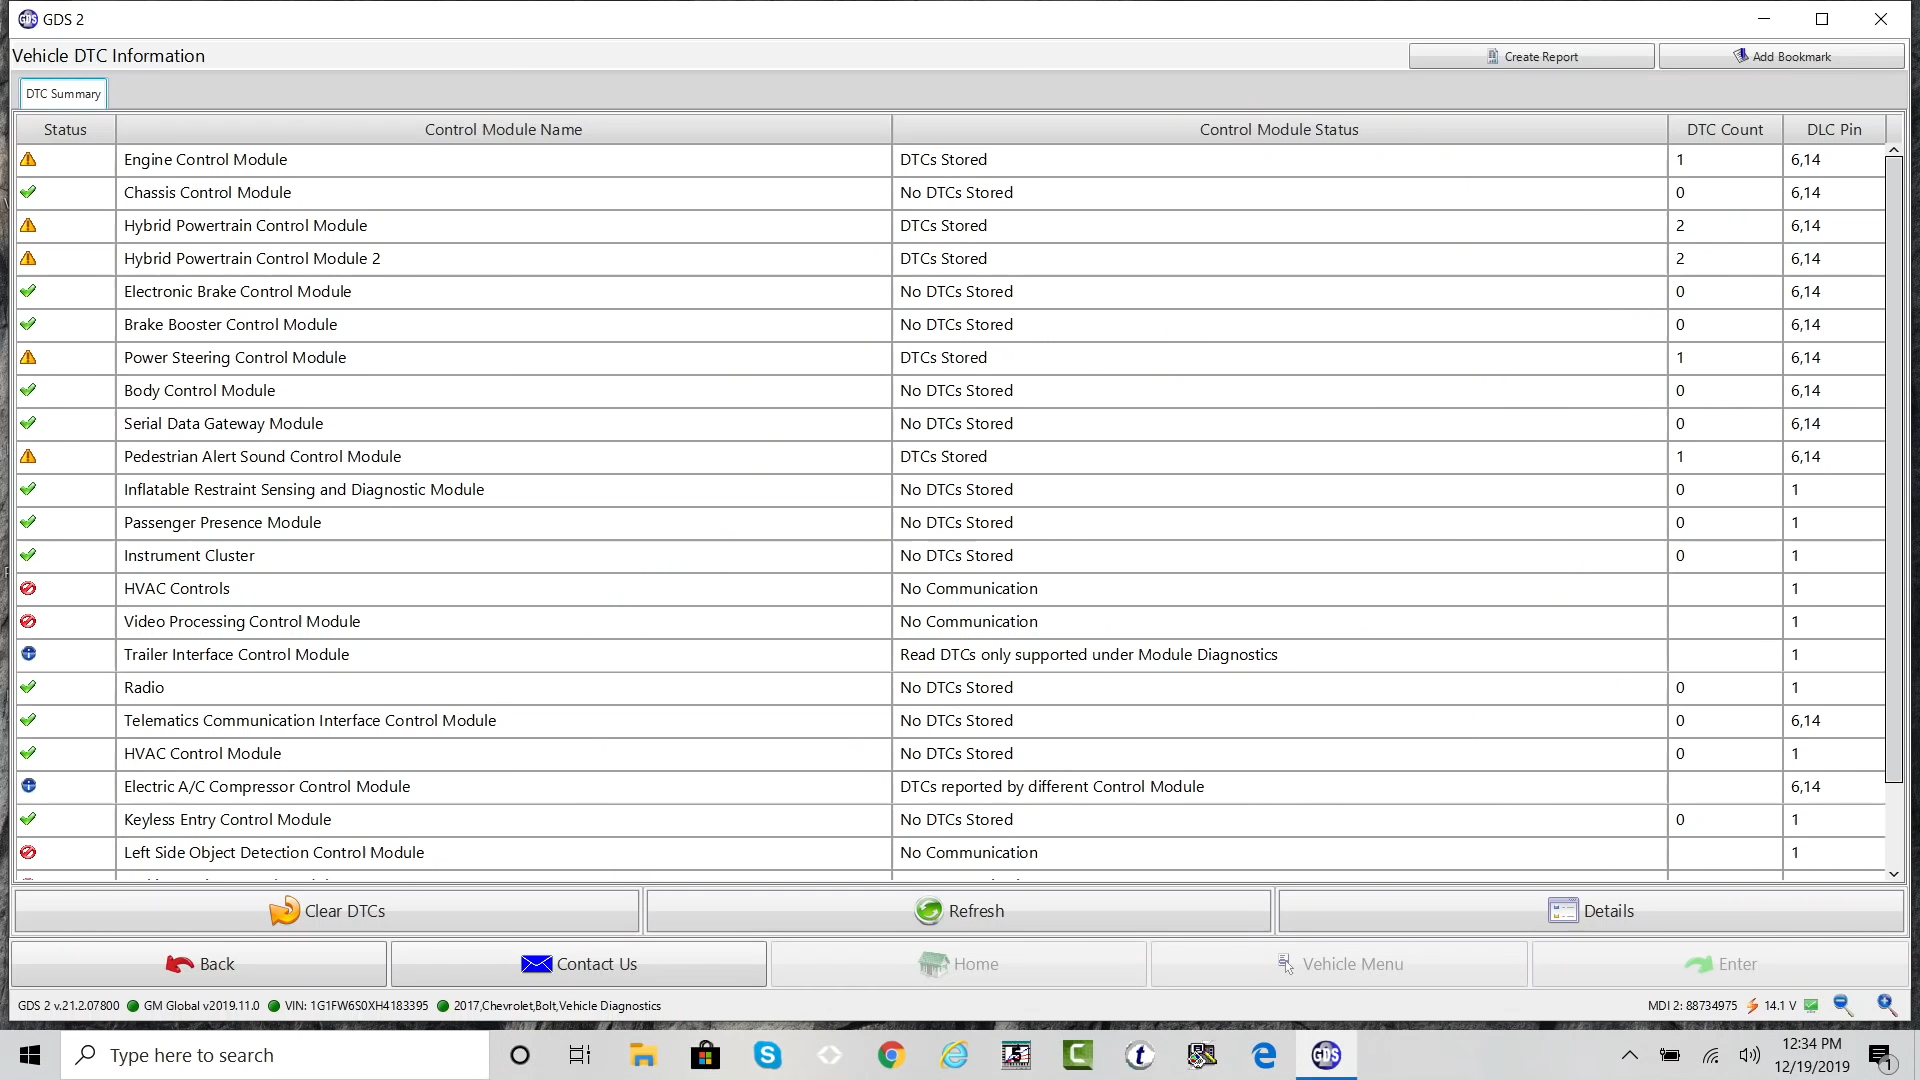 GDS 2
Vehicle DTC Information
Create Report
Add Bookmark
DTC Summary
Status Control Module Name Control Module Status DTC Count DLC Pin
Engine Control Module DTCs Stored 1 6,14
Chassis Control Module No DTCs Stored 0 6,14
Hybrid Powertrain Control Module DTCs Stored 2 6,14
Hybrid Powertrain Control Module 2 DTCs Stored 2 6,14
Electronic Brake Control Module No DTCs Stored 0 6,14
Brake Booster Control Module No DTCs Stored 0 6,14
Power Steering Control Module DTCs Stored 1 6,14
Body Control Module No DTCs Stored 0 6,14
Serial Data Gateway Module No DTCs Stored 0 6,14
Pedestrian Alert Sound Control Module DTCs Stored 1 6,14
Inflatable Restraint Sensing and Diagnostic Module No DTCs Stored 0 1
Passenger Presence Module No DTCs Stored 0 1
Instrument Cluster No DTCs Stored 0 1
HVAC Controls No Communication 1
Video Processing Control Module No Communication 1
Trailer Interface Control Module Read DTCs only supported under Module Diagnostics 1
Radio No DTCs Stored 0 1
Telematics Communication Interface Control Module No DTCs Stored 0 6,14
HVAC Control Module No DTCs Stored 0 1
Electric A/C Compressor Control Module DTCs reported by different Control Module 6,14
Keyless Entry Control Module No DTCs Stored 0 1
Left Side Object Detection Control Module No Communication 1
Clear DTCs Refresh Details
Back Contact Us Home Vehicle Menu Enter
GDS 2 v.21.2.07800 GM Global v2019.11.0 VIN: 1G1FW6S0XH4183395 2017,Chevrolet,Bolt,Vehicle Diagnostics MDI 2: 88734975 14.1 V
Type here to search
12:34 PM
12/19/2019
1